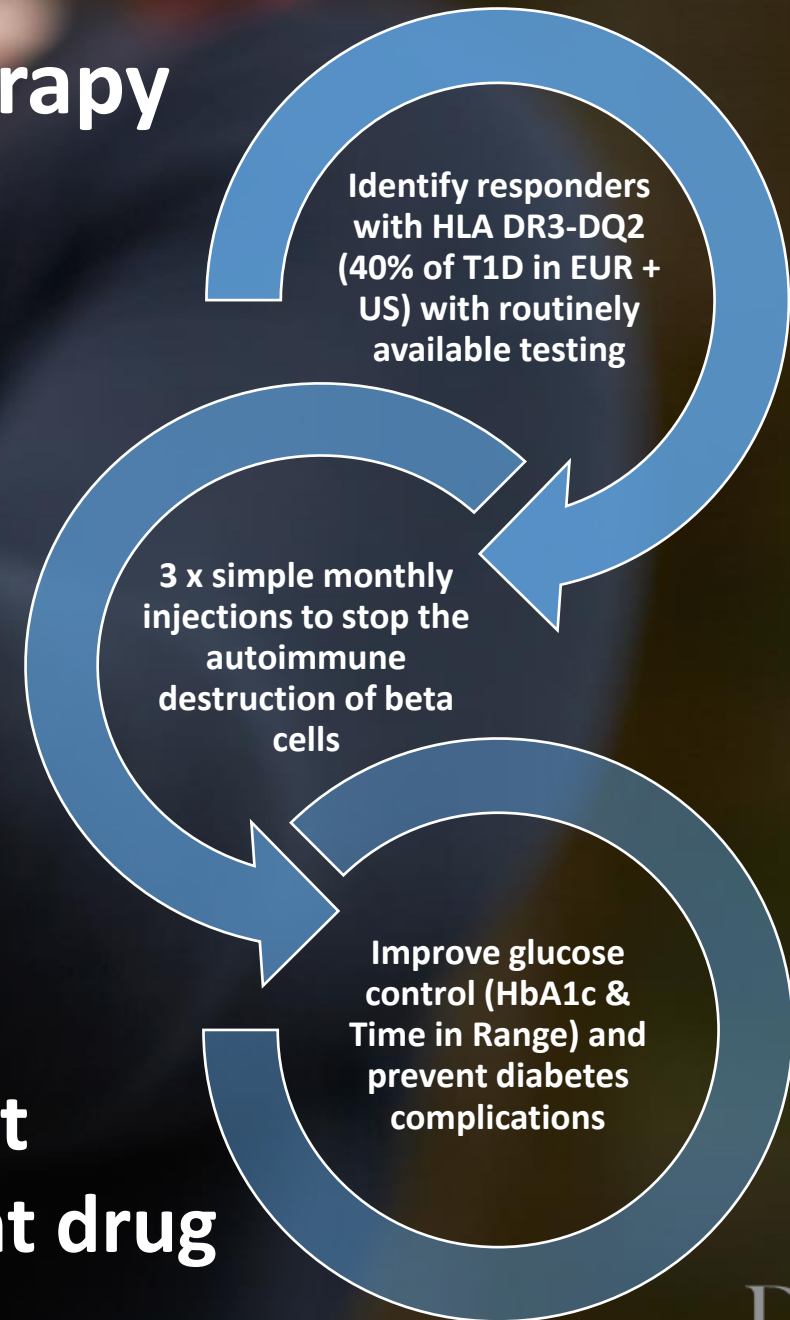 rapy
Identify responders
with HLA DR3-DQ2
(40% of T1D in EUR +
US) with routinely
available testing
3 x simple monthly
injections to stop the
autoimmune
destruction of beta
cells
Improve glucose
control (HbA1c &
Time in Range) and
prevent diabetes
complications
t
t drug